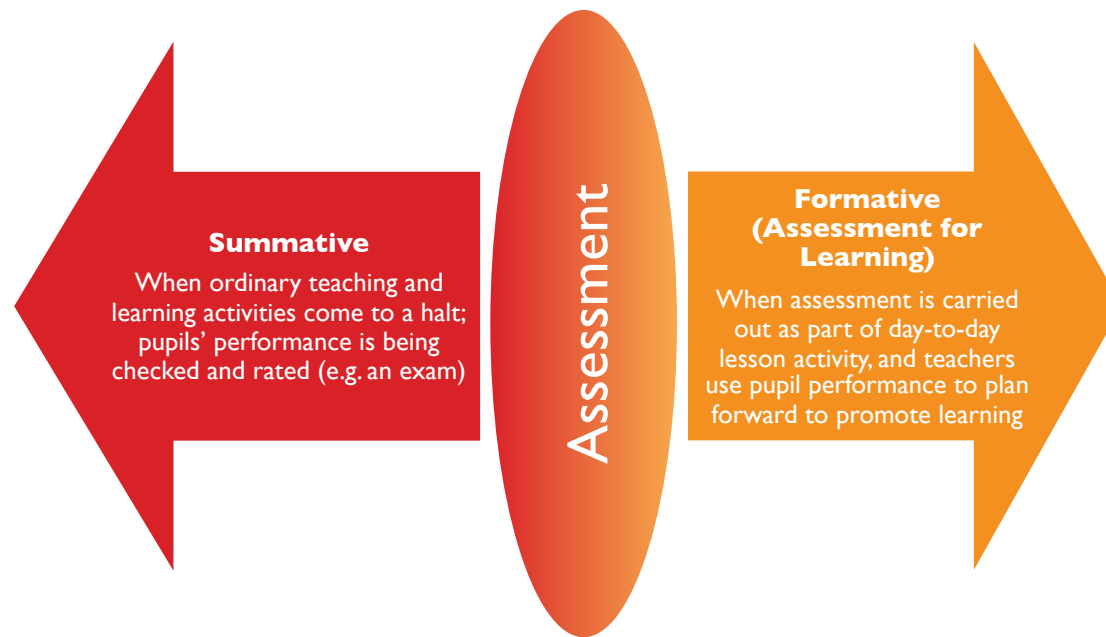 Summative
When ordinary teaching and
learning activities come to a halt;
pupils’ performance is being
checked and rated (e.g. an exam)
Assessment
Formative
(Assessment for
Learning)
When assessment is carried
out as part of day-to-day
lesson activity, and teachers
use pupil performance to plan
forward to promote learning